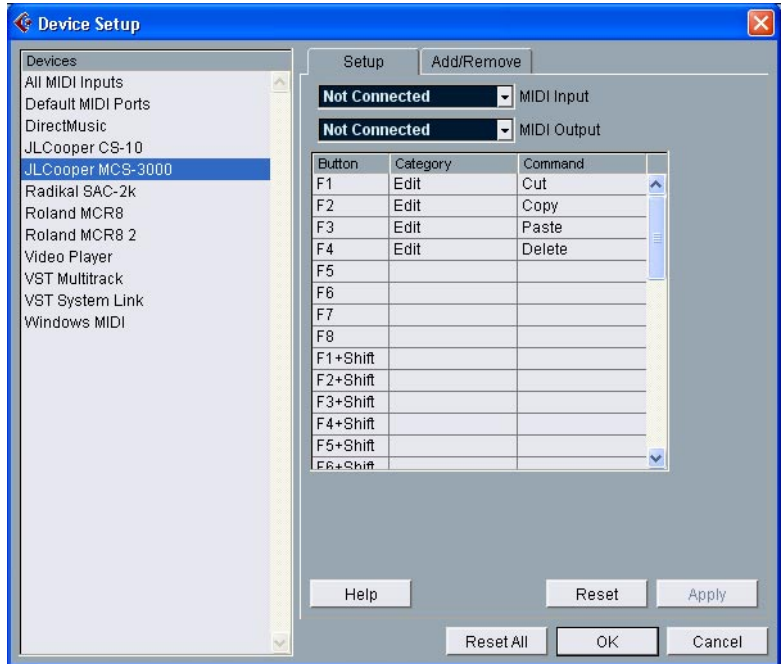 Device Setup
Devices
All MIDI Inputs
Default MIDI Ports
DirectMusic
JLCooper CS-10
JLCooper MCS-3000
Radikal SAC-2k
Roland MCR8
Roland MCR8 2
Video Player
VST Multitrack
VST System Link
Windows MIDI
Setup Add/Remove
Not Connected MIDI Input
Not Connected MIDI Output
Button Category Command
F1 Edit Cut
F2 Edit Copy
F3 Edit Paste
F4 Edit Delete
F5
F6
F7
F8
F1+Shift
F2+Shift
F3+Shift
F4+Shift
F5+Shift
F6+Shift
Help Reset Apply
Reset All OK Cancel